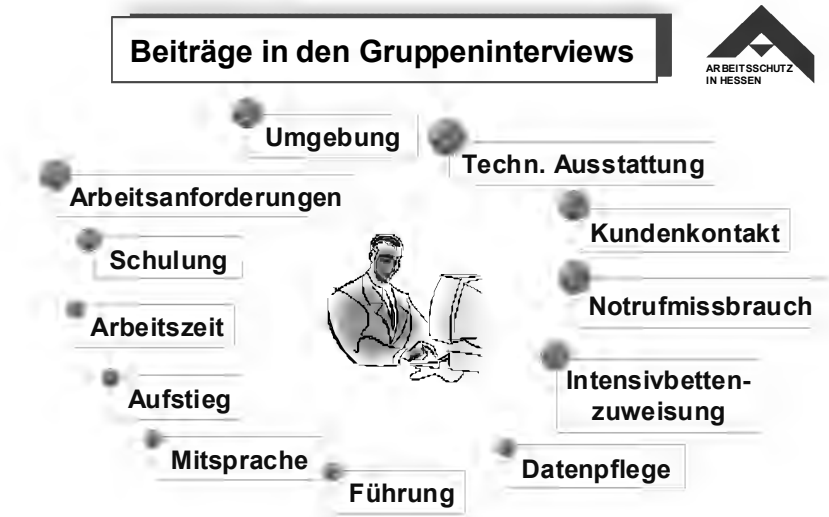 Beiträge in den Gruppeninterviews
ARBEITSSCHUTZ
IN HESSEN
Umgebung
Techn. Ausstattung
Arbeitsanforderungen
Kundenkontakt
Schulung
Notrufmissbrauch
Arbeitszeit
Intensivbetten-
zuweisung
Aufstieg
Mitsprache
Datenpflege
Führung